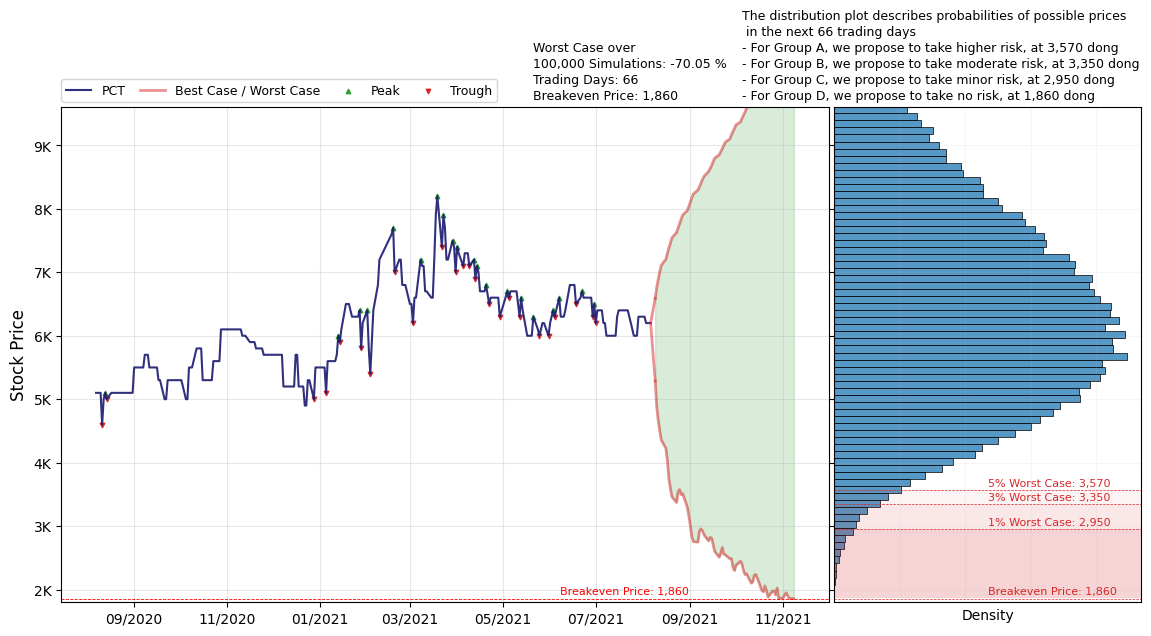 The distribution plot describes probabilities of possible prices
in the next 66 trading days
- For Group A, we propose to take higher risk, at 3,570 dong
- For Group B, we propose to take moderate risk, at 3,350 dong
- For Group C, we propose to take minor risk, at 2,950 dong
- For Group D, we propose to take no risk, at 1,860 dong
Worst Case over
100,000 Simulations: -70.05 %
Trading Days: 66
Breakeven Price: 1,860
PCT
Best Case / Worst Case
Peak
Trough
Stock Price
9K
8K
7K
6K
5K
4K
3K
2K
Breakeven Price: 1,860
09/2020
11/2020
01/2021
03/2021
05/2021
07/2021
09/2021
11/2021
5% Worst Case: 3,570
3% Worst Case: 3,350
1% Worst Case: 2,950
Breakeven Price: 1,860
Density